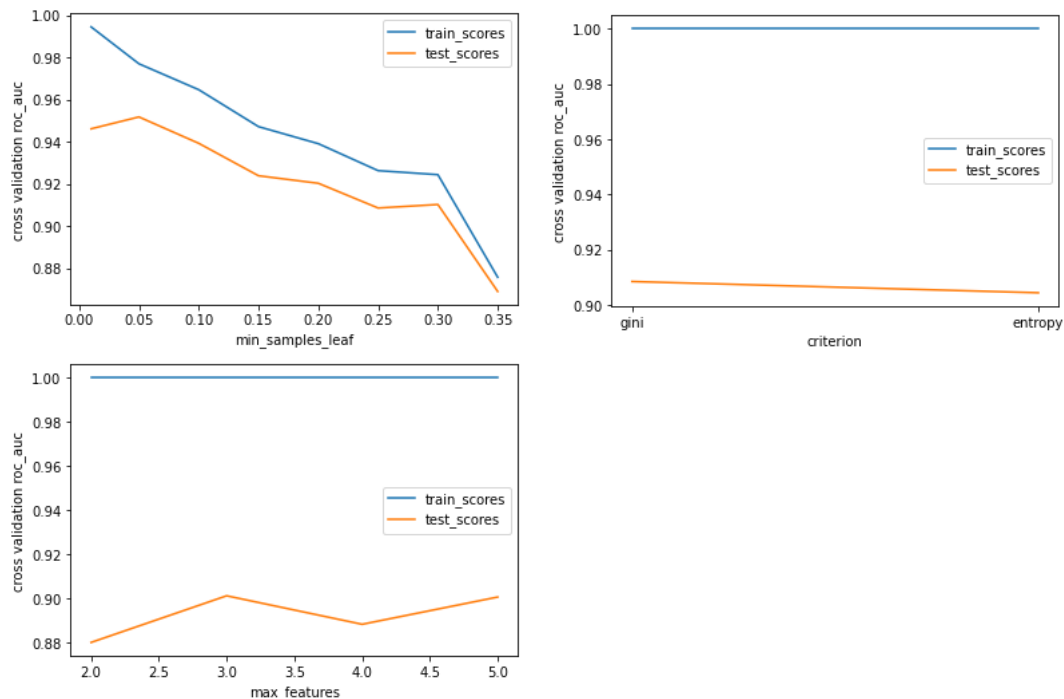 1.00
0.98
0.96
0.94
0.92
0.90
0.88
cross validation roc_auc
train_scores
test_scores
0.00 0.05 0.10 0.15 0.20 0.25 0.30 0.35
min_samples_leaf
1.00
0.98
0.96
0.94
0.92
0.90
cross validation roc_auc
train_scores
test_scores
gini entropy
criterion
1.00
0.98
0.96
0.94
0.92
0.90
0.88
cross validation roc_auc
train_scores
test_scores
2.0 2.5 3.0 3.5 4.0 4.5 5.0
max_features